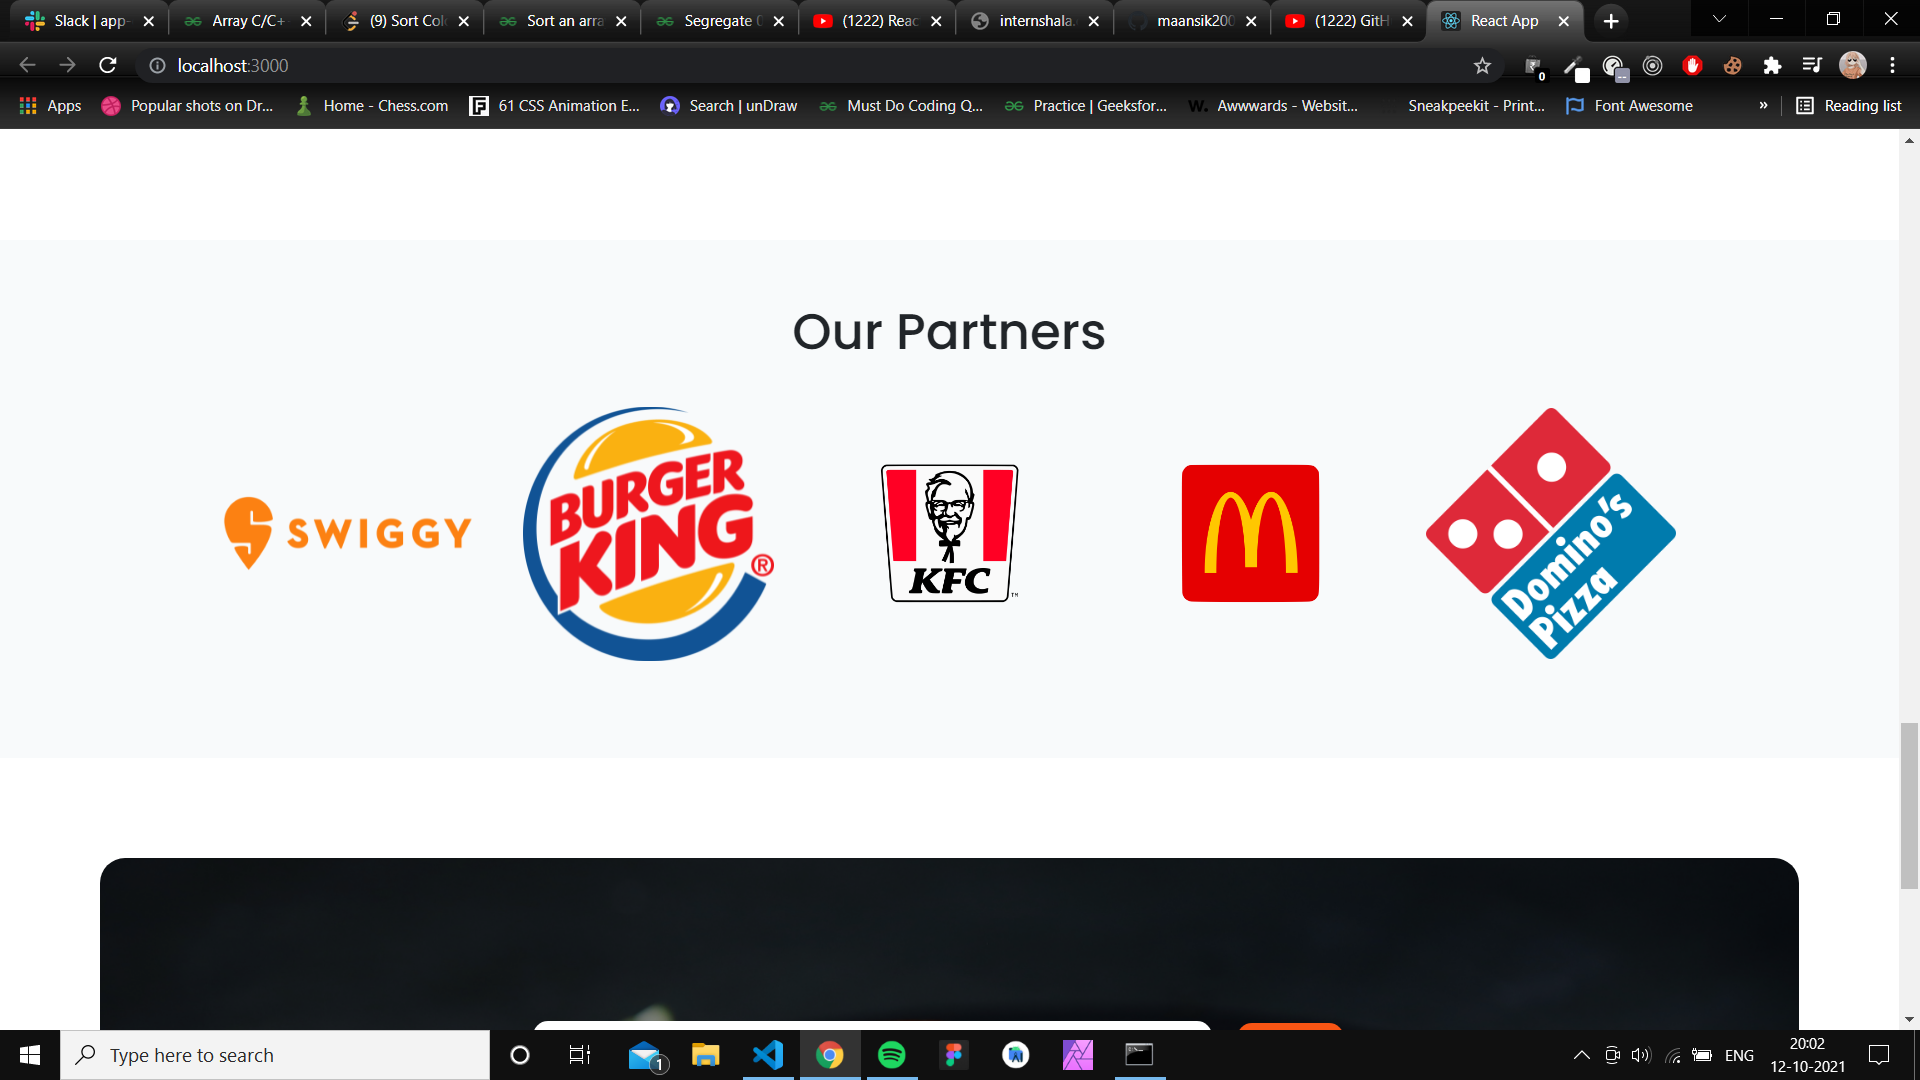 Slack | app-
Array C/C+
(9) Sort Col
Sort an arra
Segregate 0
(1222) Reac
internshala.
maansik200
(1222) GitH
React App
localhost:3000
0
Apps
Popular shots on Dr...
Home - Chess.com
61 CSS Animation E...
Search | unDraw
Must Do Coding Q...
Practice | Geeksfor...
W.
Awwwards - Websit...
Sneakpeekit - Print...
Font Awesome
»
Reading list
Our Partners
SWIGGY
BURGER
KING®
KFC
TM
Domino's
Pizza
Type here to search
1
ENG
20:02
12-10-2021